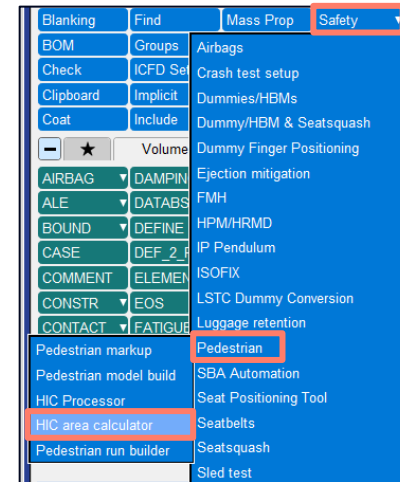 Blanking Find Mass Prop Safety
BOM Groups
Check ICFD Set
Clipboard Implicit
Coat Include
Volume
AIRBAG DAMPIN
ALE DATABS
BOUND DEFINE
CASE DEF_2_
COMMENT ELEMEN
CONSTR EOS
CONTACT FATIGUE
Airbags
Crash test setup
Dummies/HBMs
Dummy/HBM & Seatsquash
Dummy Finger Positioning
Ejection mitigation
FMH
HPM/HRMD
IP Pendulum
ISOFIX
LSTC Dummy Conversion
Luggage retention
Pedestrian
SBA Automation
Seat Positioning Tool
Seatbelts
Seatsquash
Sled test
Pedestrian markup
Pedestrian model build
HIC Processor
HIC area calculator
Pedestrian run builder